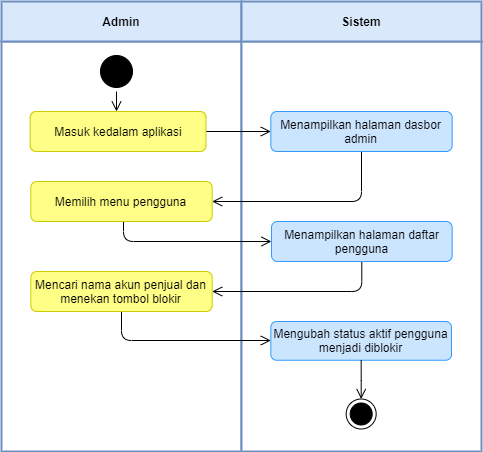 Admin
Sistem
Masuk kedalam aplikasi
Menampilkan halaman dasbor
admin
Memilih menu pengguna
Menampilkan halaman daftar
pengguna
Mencari nama akun penjual dan
menekan tombol blokir
Mengubah status aktif pengguna
menjadi diblokir